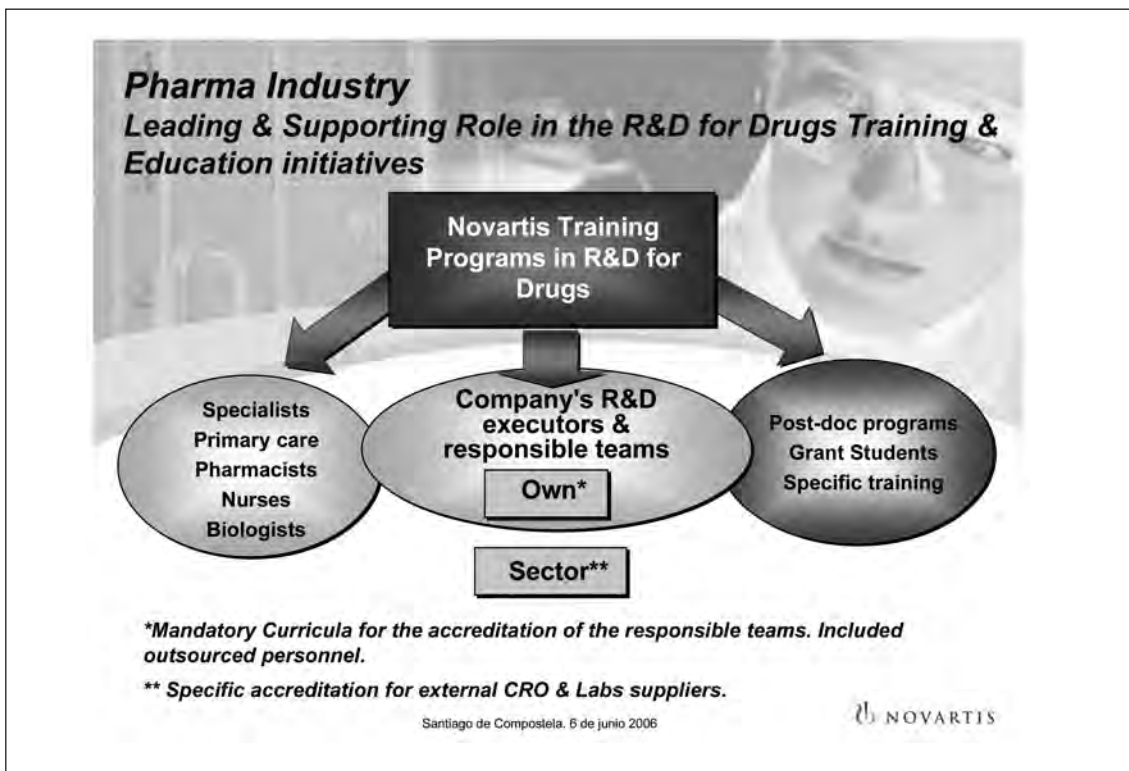 Pharma Industry
Leading & Supporting Role in the R&D for Drugs Training &
Education initiatives
Novartis Training
Programs in R&D for
Drugs
Specialists
Primary care
Pharmacists
Nurses
Biologists
Company's R&D
executors &
responsible teams
Own*
Post-doc programs
Grant Students
Specific training
Sector**
*Mandatory Curricula for the accreditation of the responsible teams. Included
outsourced personnel.
** Specific accreditation for external CRO & Labs suppliers.
Santiago de Compostela. 6 de junio 2006
NOVARTIS